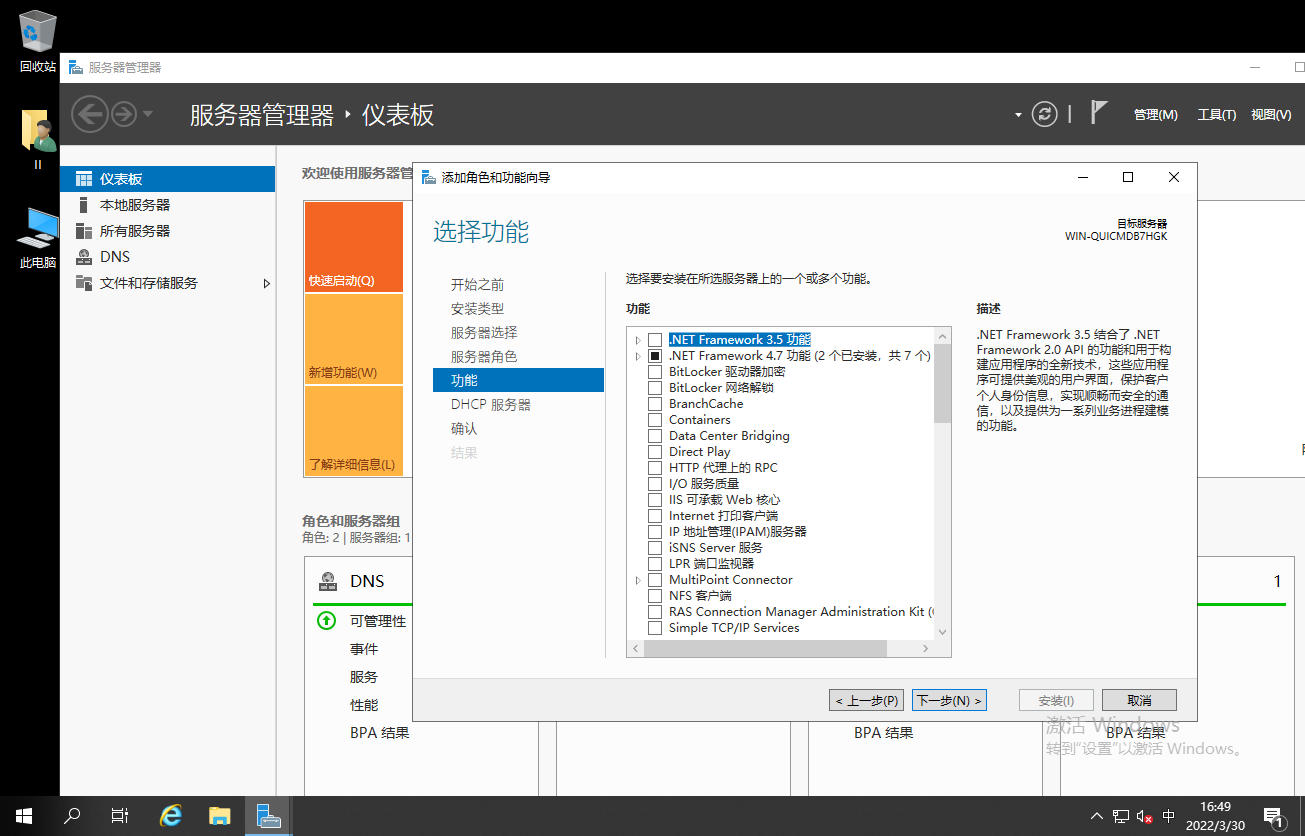 回收站
II
此电脑
服务器管理器
服务器管理器 ‣ 仪表板
管理(M) 工具(T) 视图(V)
仪表板
本地服务器
所有服务器
DNS
文件和存储服务
欢迎使用服务器管
快速启动(Q)
新增功能(W)
了解详细信息(L)
角色和服务器组
角色: 2 | 服务器组: 1
DNS
可管理性
事件
服务
性能
BPA 结果
添加角色和功能向导
选择功能
目标服务器
WIN-QUICMDB7HGK
开始之前
安装类型
服务器选择
服务器角色
功能
DHCP 服务器
确认
结果
选择要安装在所选服务器上的一个或多个功能。
功能
.NET Framework 3.5 功能
.NET Framework 4.7 功能 (2 个已安装，共 7 个)
BitLocker 驱动器加密
BitLocker 网络解锁
BranchCache
Containers
Data Center Bridging
Direct Play
HTTP 代理上的 RPC
I/O 服务质量
IIS 可承载 Web 核心
Internet 打印客户端
IP 地址管理(IPAM)服务器
iSNS Server 服务
LPR 端口监视器
MultiPoint Connector
NFS 客户端
RAS Connection Manager Administration Kit (
Simple TCP/IP Services
描述
.NET Framework 3.5 结合了 .NET
Framework 2.0 API 的功能和用于构
建应用程序的全新技术，这些应用程
序可提供美观的用户界面，保护客户
个人身份信息，实现顺畅而安全的通
信，以及提供为一系列业务进程建模
的功能。
< 上一步(P)
下一步(N) >
安装(I)
取消
1
BPA 结果
BPA 结果
激活 Windows
转到“设置”以激活 Windows。
中
16:49
2022/3/30
1